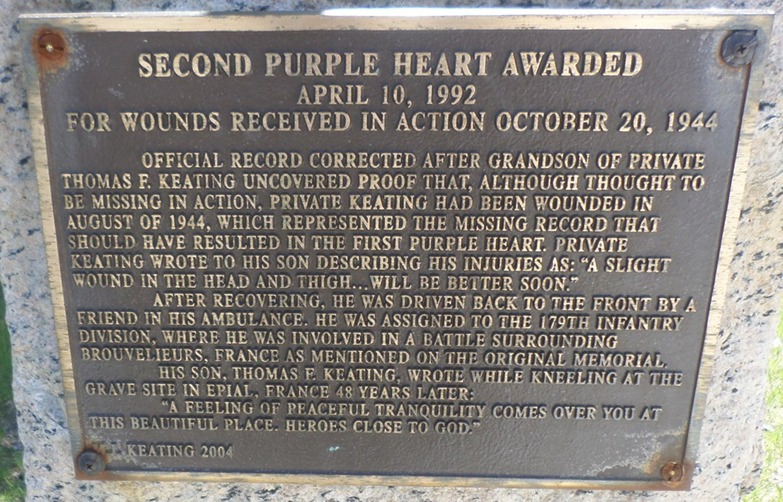 SECOND PURPLE HEART AWARDED
APRIL 10, 1992
FOR WOUNDS RECEIVED IN ACTION OCTOBER 20, 1944
OFFICIAL RECORD CORRECTED AFTER GRANDSON OF PRIVATE
THOMAS F. KEATING UNCOVERED PROOF THAT, ALTHOUGH THOUGHT TO
BE MISSING IN ACTION, PRIVATE KEATING HAD BEEN WOUNDED IN
AUGUST OF 1944, WHICH REPRESENTED THE MISSING RECORD THAT
SHOULD HAVE RESULTED IN THE FIRST PURPLE HEART. PRIVATE
KEATING WROTE TO HIS SON DESCRIBING HIS INJURIES AS: "A SLIGHT
WOUND IN THE HEAD AND THIGH...WILL BE BETTER SOON."
AFTER RECOVERING, HE WAS DRIVEN BACK TO THE FRONT BY A
FRIEND IN HIS AMBULANCE. HE WAS ASSIGNED TO THE 179TH INFANTRY
DIVISION, WHERE HE WAS INVOLVED IN A BATTLE SURROUNDING
BROUVELIEURS, FRANCE AS MENTIONED ON THE ORIGINAL MEMORIAL.
HIS SON, THOMAS F. KEATING, WROTE WHILE KNEELING AT THE
GRAVE SITE IN EPIAL, FRANCE 48 YEARS LATER:
"A FEELING OF PEACEFUL TRANQUILITY COMES OVER YOU AT
THIS BEAUTIFUL PLACE. HEROES CLOSE TO GOD."
KEATING 2004